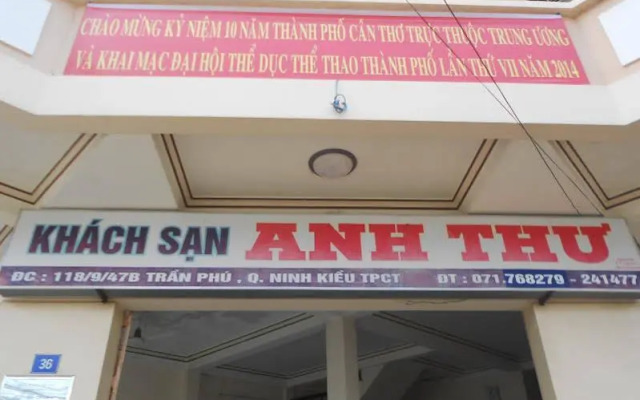 CHÀO MỪNG KỶ NIỆM 10 NĂM THÀNH PHỐ CẦN THƠ TRỰC THUỘC TRUNG ƯƠNG
VÀ KHAI MẠC ĐẠI HỘI THỂ DỤC THỂ THAO THÀNH PHỐ LẦN THỨ VII NĂM 2014
KHÁCH SẠN ANH THƯ
ĐC : 118/9/47B TRẦN PHÚ , Q. NINH KIỀU TPCT ĐT : 071.768279 - 241477
36